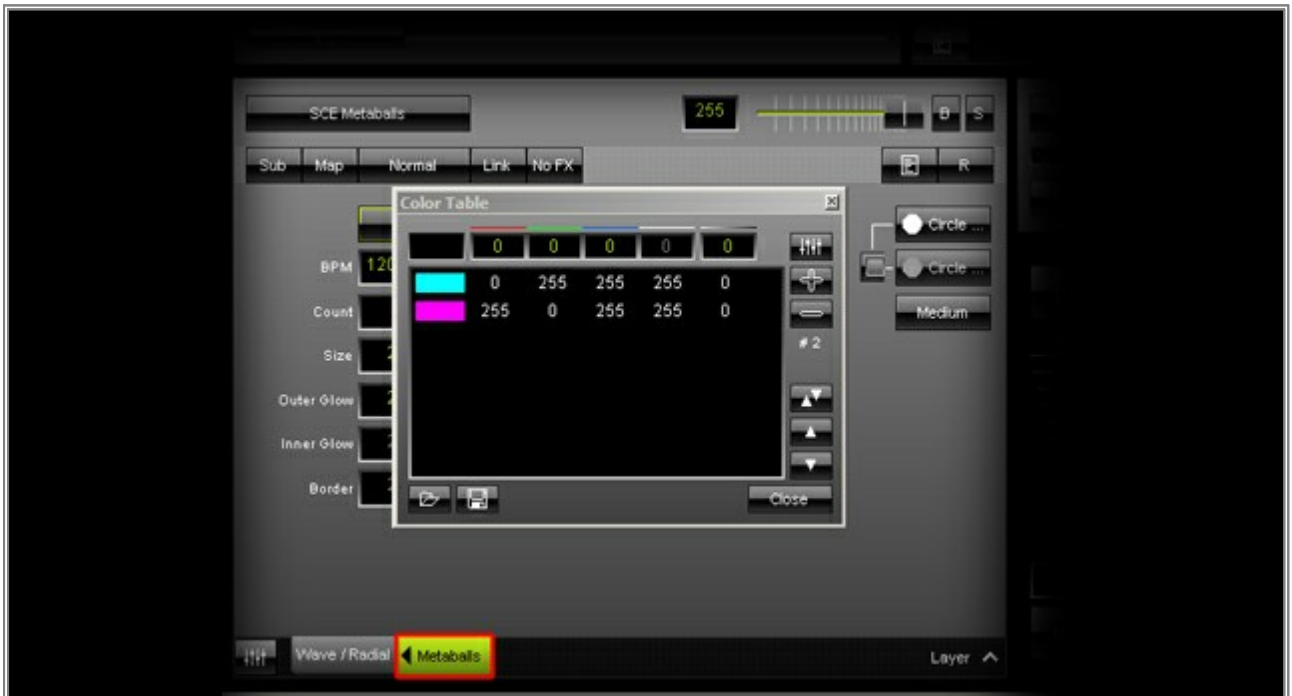 SCE Metaballs 255 B S
Sub Map Normal Link No FX R
Color Table
Circle ...
0 0 0 0 0
BPM 120
Circle ...
0 255 255 255 0
Count
255 0 255 255 0
Medium
# 2
Size
Outer Glow
Inner Glow
Border
Close
Wave / Radial Metaballs Layer